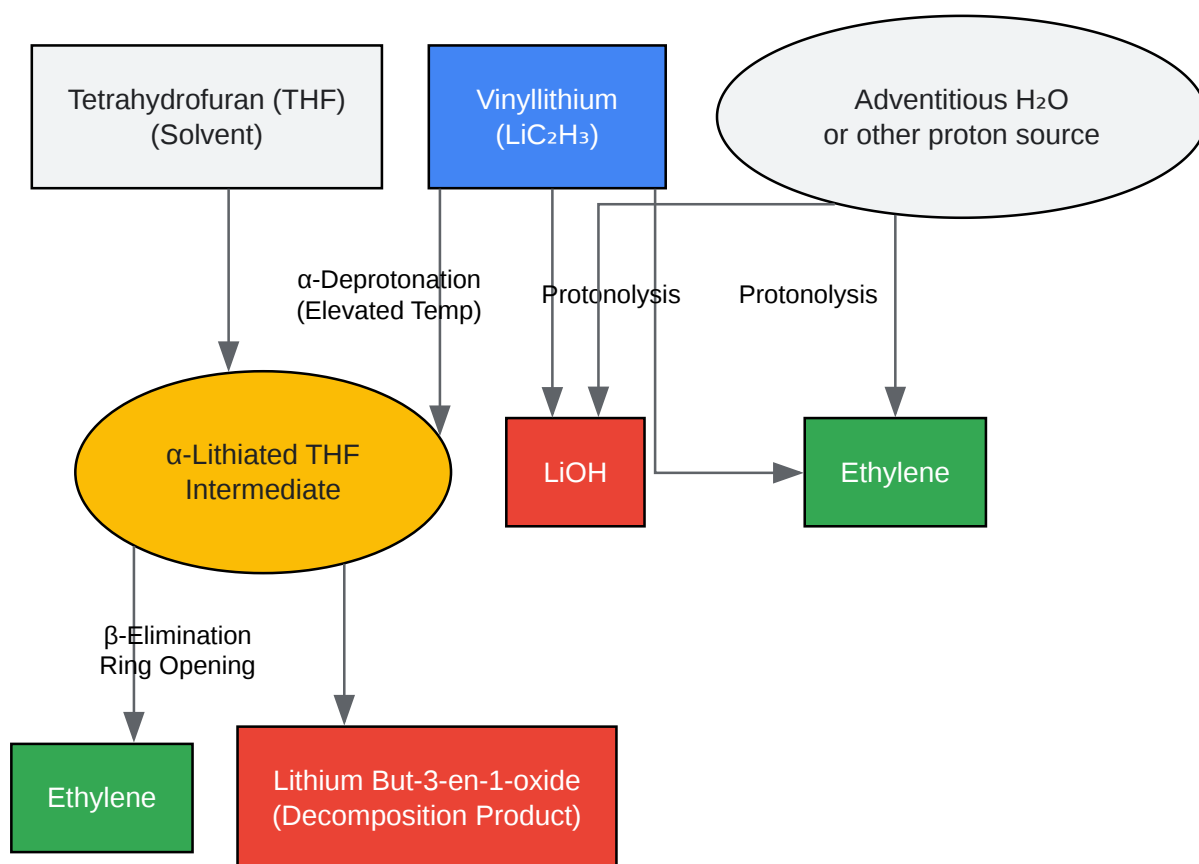 Tetrahydrofuran (THF)
(Solvent)
Vinyllithium
(LiC₂H₃)
Adventitious H₂O
or other proton source
α-Deprotonation
(Elevated Temp)
Protonolysis
Protonolysis
α-Lithiated THF
Intermediate
LiOH
Ethylene
β-Elimination
Ring Opening
Ethylene
Lithium But-3-en-1-oxide
(Decomposition Product)